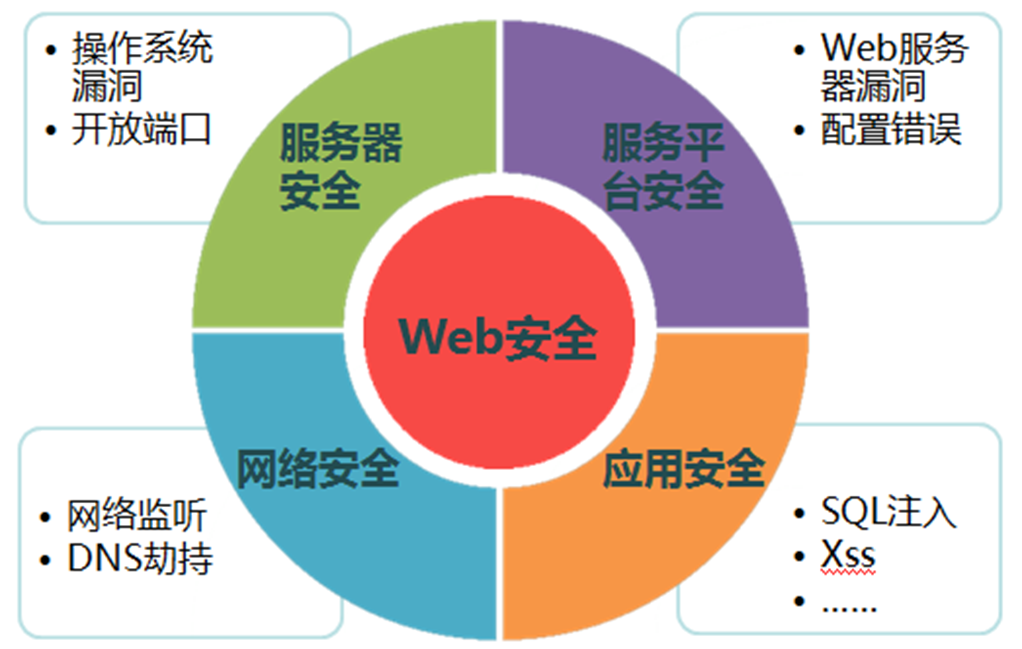 • 操作系统
漏洞
• 开放端口
服务器
安全
• Web服务
器漏洞
• 配置错误
服务平
台安全
Web安全
网络安全
• 网络监听
• DNS劫持
应用安全
• SQL注入
• Xss
• ......